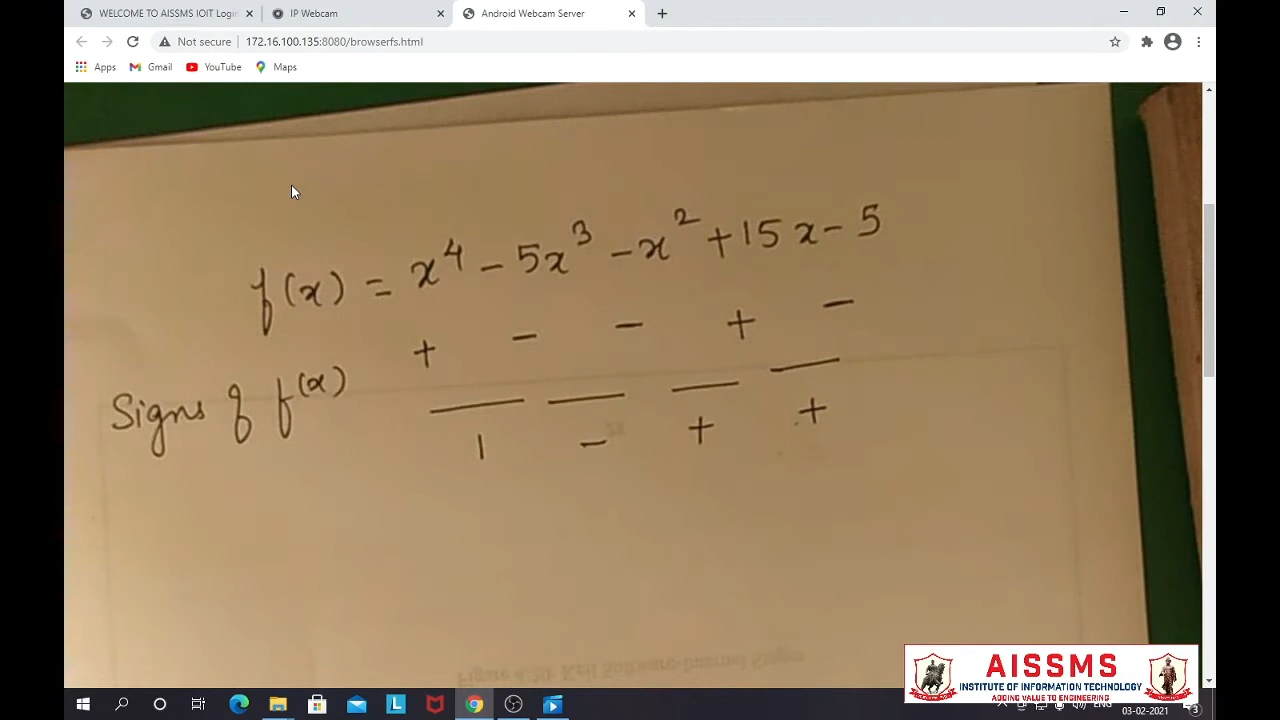 WELCOME TO AISSMS IOIT Login
IP Webcam
Android Webcam Server
Not secure 172.16.100.135:8080/browserfs.html
Apps Gmail YouTube Maps
f(x) = x⁴ - 5x³ - x² + 15x - 5
Signs of f(x) + - - + -
1 - + +
AISSMS
INSTITUTE OF INFORMATION TECHNOLOGY
ADDING VALUE TO ENGINEERING
03-02-2021